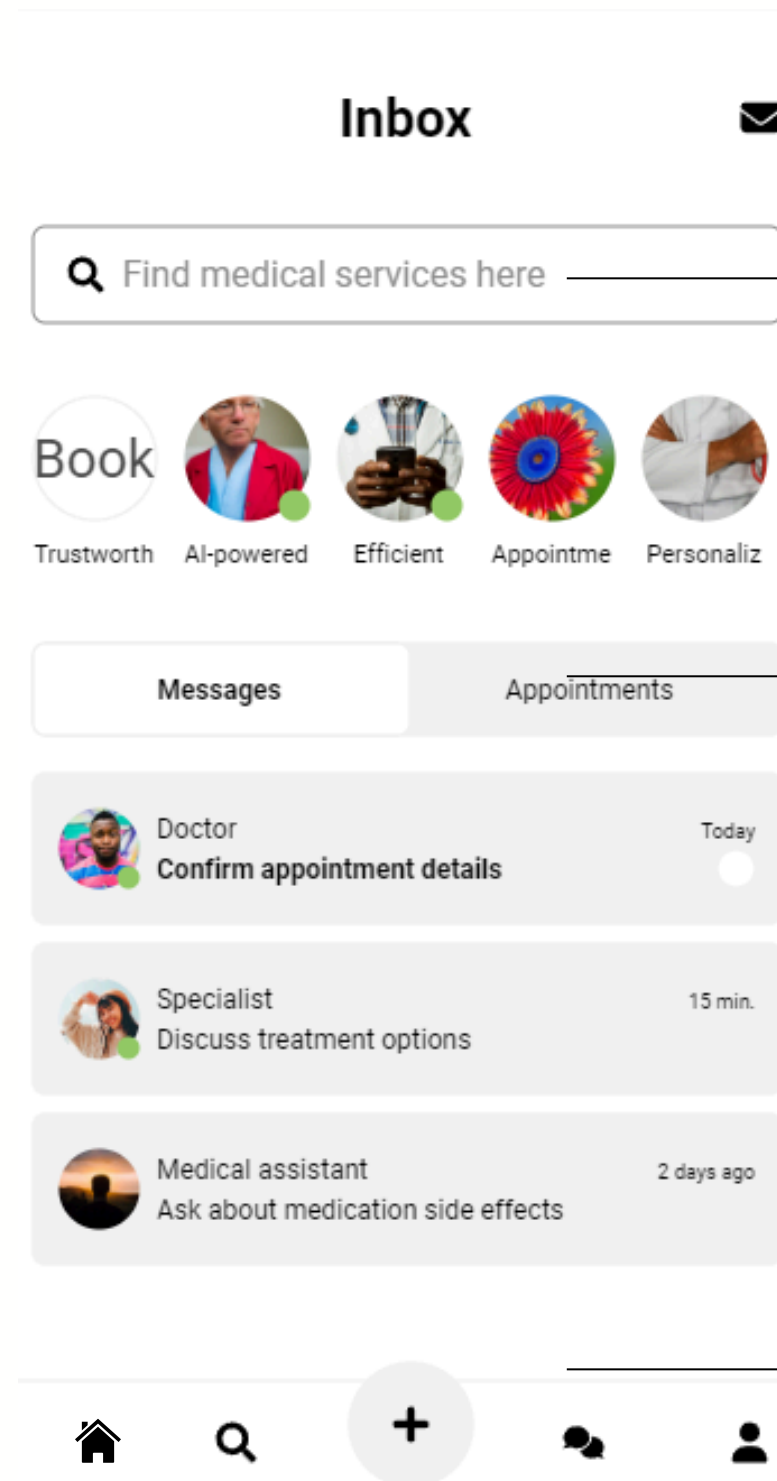 Inbox
Find medical services here
Book
Trustworth AI-powered Efficient Appointme Personaliz
Messages Appointments
Doctor Today
Confirm appointment details
Specialist 15 min.
Discuss treatment options
Medical assistant 2 days ago
Ask about medication side effects